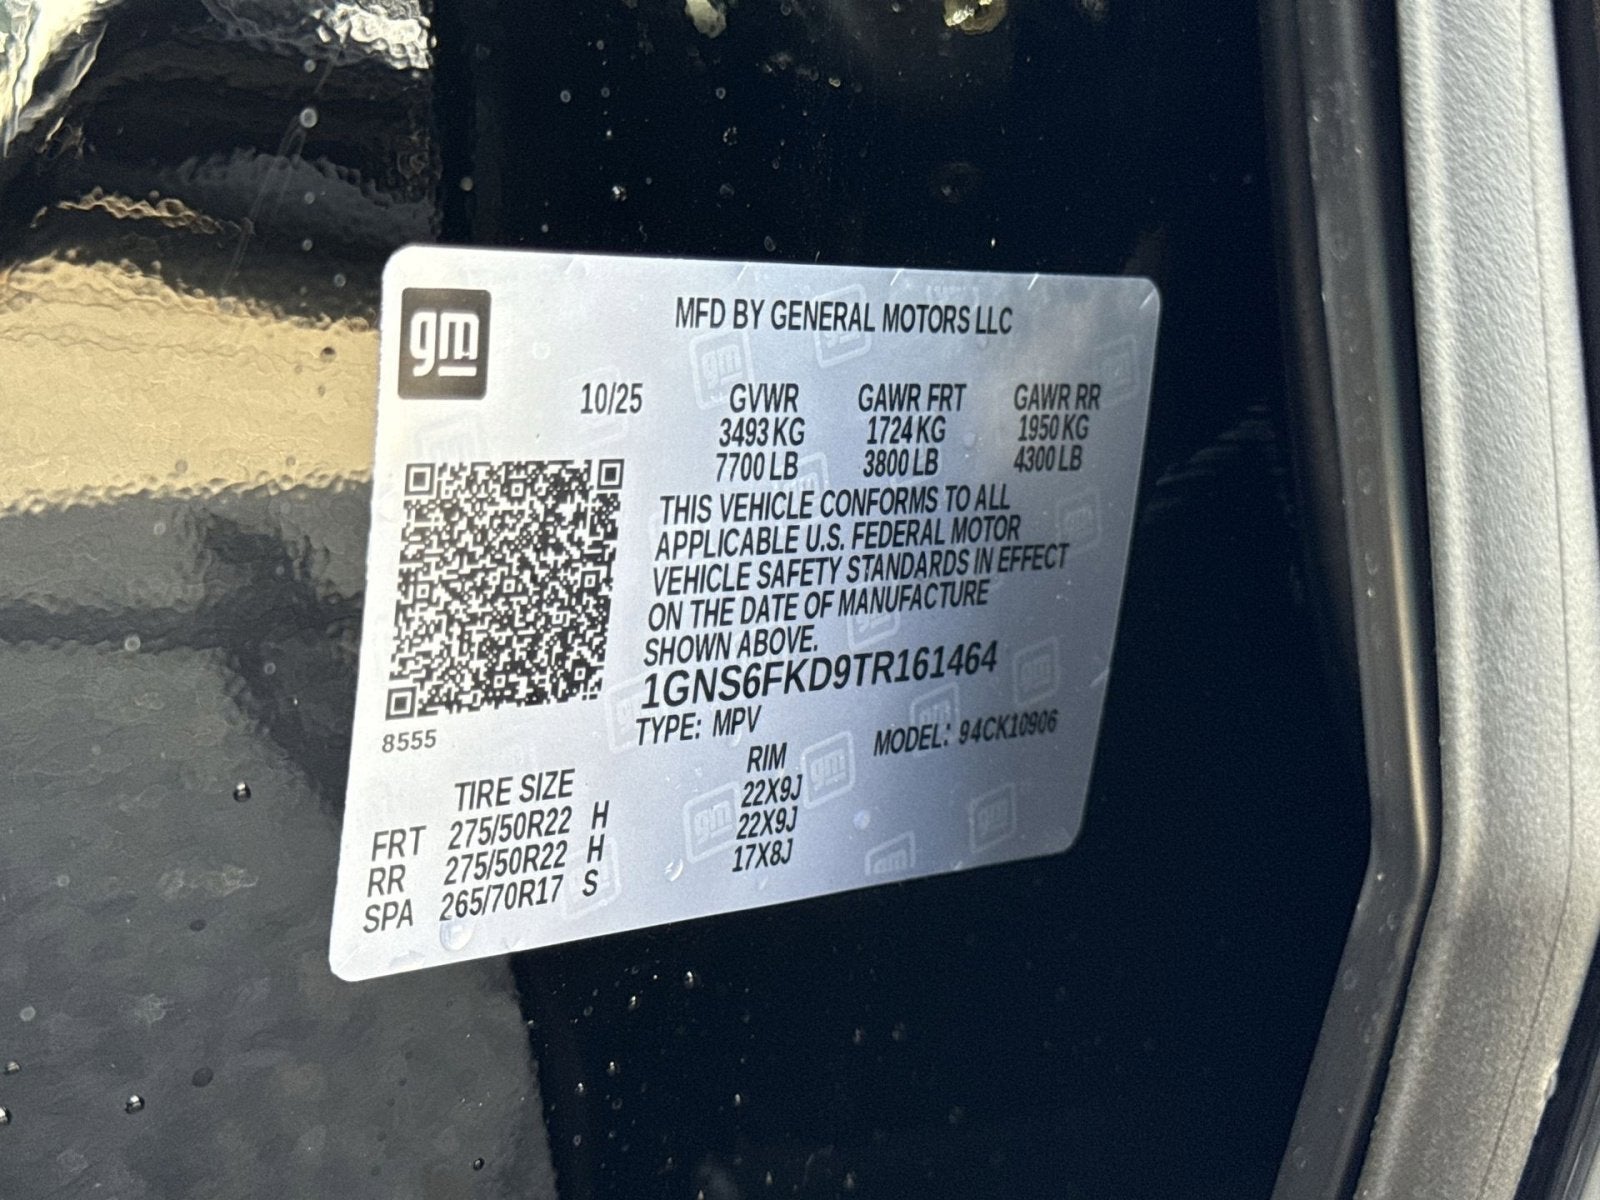 gm
MFD BY GENERAL MOTORS LLC
10/25 GVWR GAWR FRT GAWR RR
3493 KG 1724 KG 1950 KG
7700 LB 3800 LB 4300 LB
THIS VEHICLE CONFORMS TO ALL
APPLICABLE U.S. FEDERAL MOTOR
VEHICLE SAFETY STANDARDS IN EFFECT
ON THE DATE OF MANUFACTURE
SHOWN ABOVE.
1GNS6FKD9TR161464
TYPE: MPV MODEL: 94CK10906
8555
TIRE SIZE RIM
FRT 275/50R22 H 22X9J
RR 275/50R22 H 22X9J
SPA 265/70R17 S 17X8J